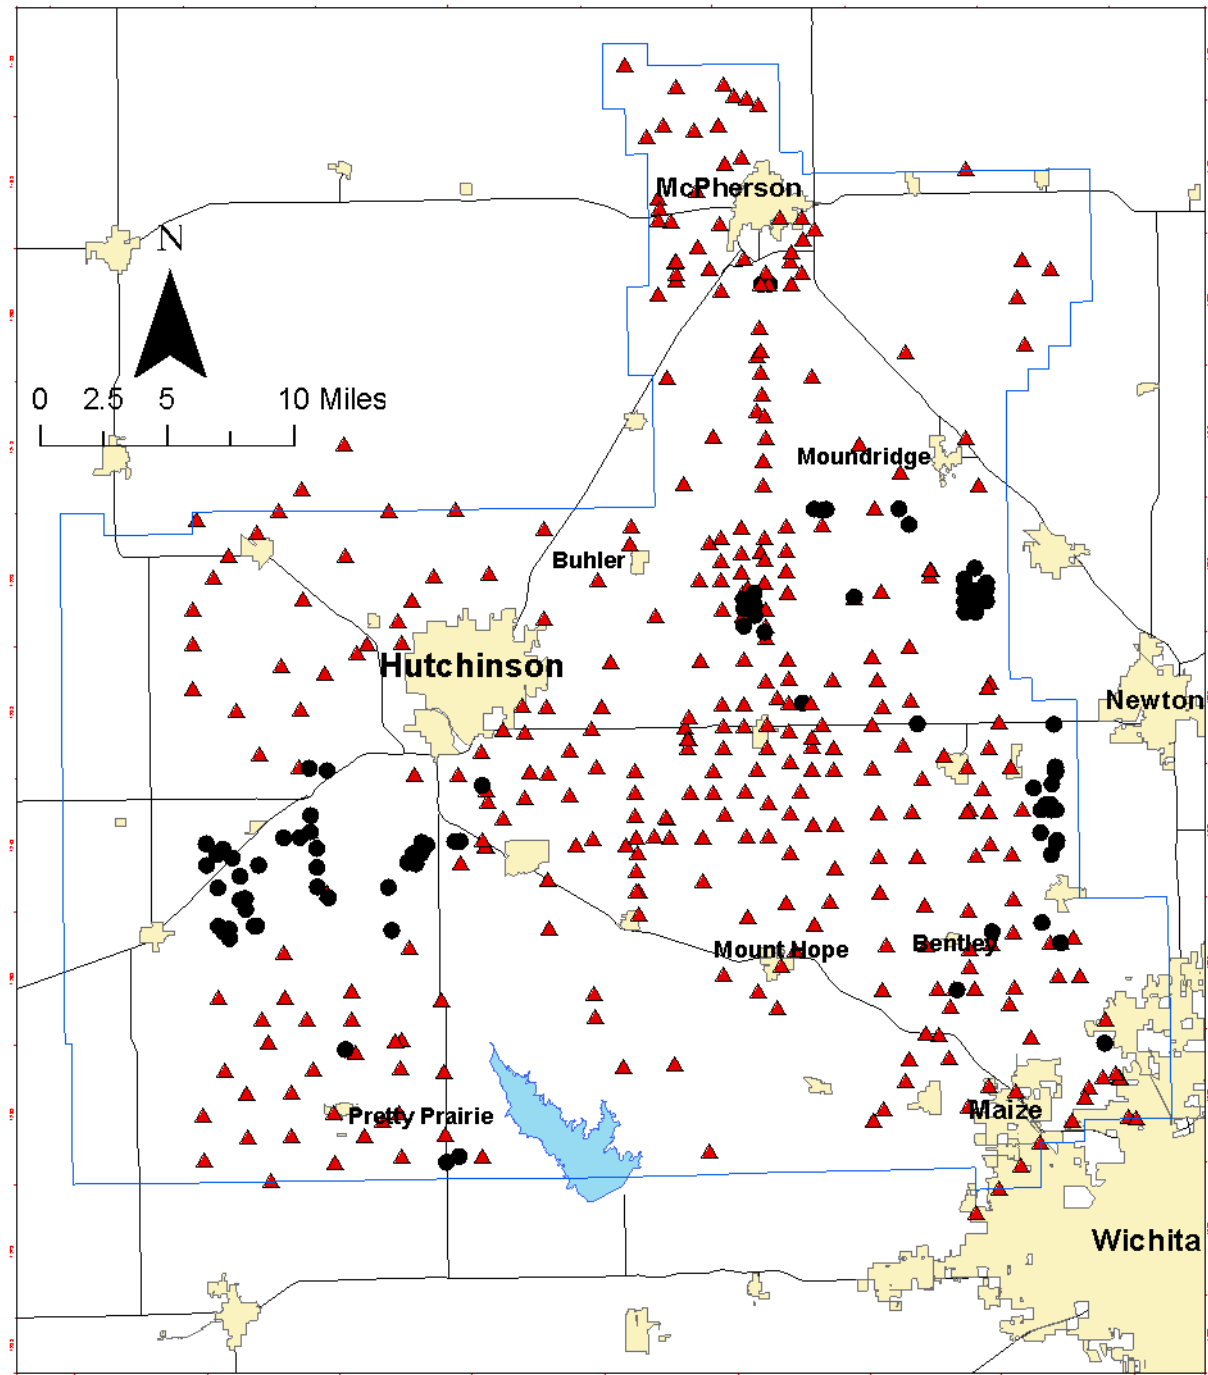 McPherson
N
0 2.5 5 10 Miles
Moundridge
Buhler
Hutchinson
Newton
Mount Hope
Bentley
Pretty Prairie
Maize
Wichita